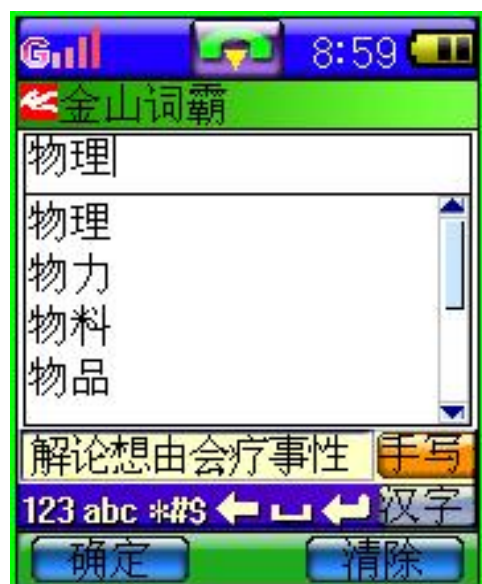 G 8:59
金山词霸
物理
物理
物力
物料
物品
解论想由会疗事性 手写
123 abc *#$ 汉字
确定 清除